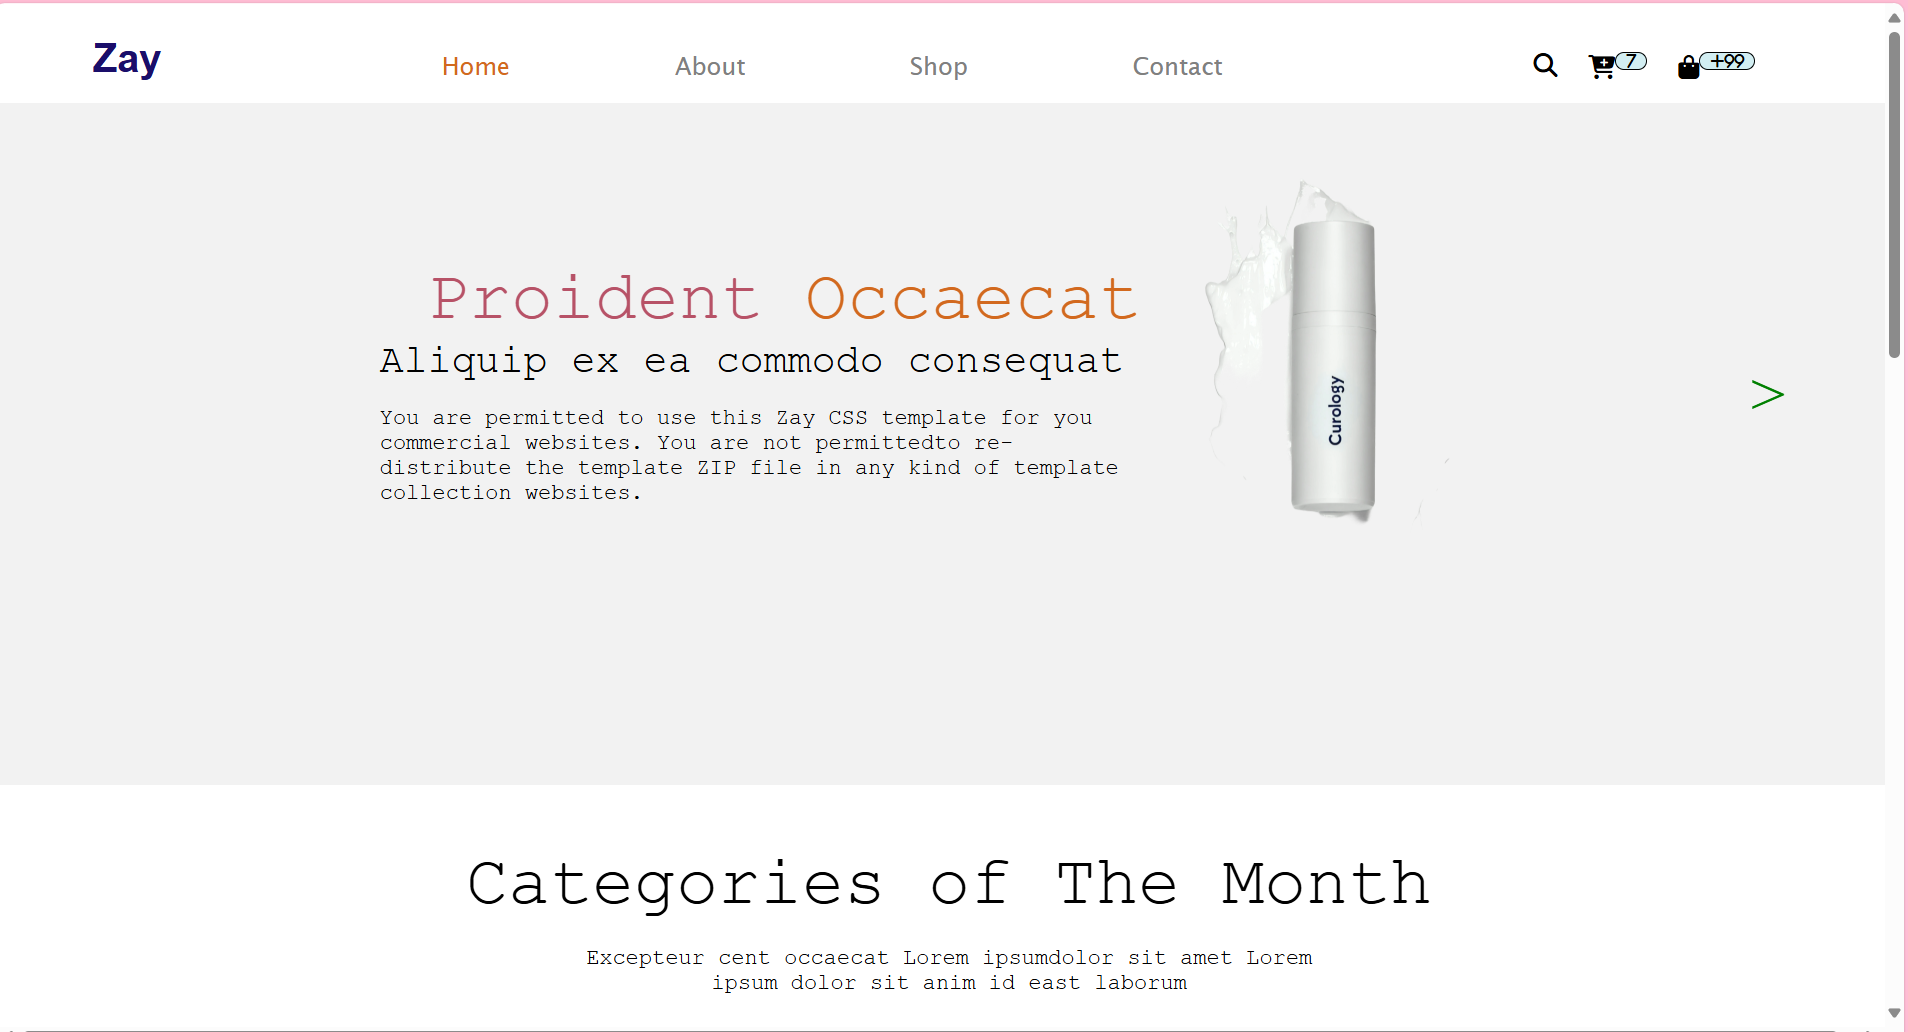 Zay
Home
About
Shop
Contact
7
+99
Proident Occaecat
Aliquip ex ea commodo consequat
You are permitted to use this Zay CSS template for you
commercial websites. You are not permittedto re-
distribute the template ZIP file in any kind of template
collection websites.
Curology
>
Categories of The Month
Excepteur cent occaecat Lorem ipsumdolor sit amet Lorem
ipsum dolor sit anim id east laborum